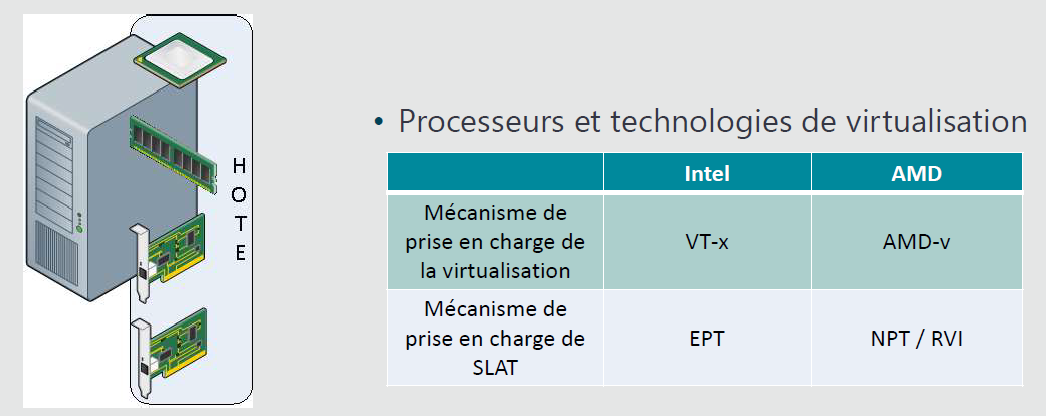 HOTE
• Processeurs et technologies de virtualisation
Intel AMD
Mécanisme de
prise en charge de
la virtualisation
VT-x AMD-v
Mécanisme de
prise en charge de
SLAT
EPT NPT / RVI